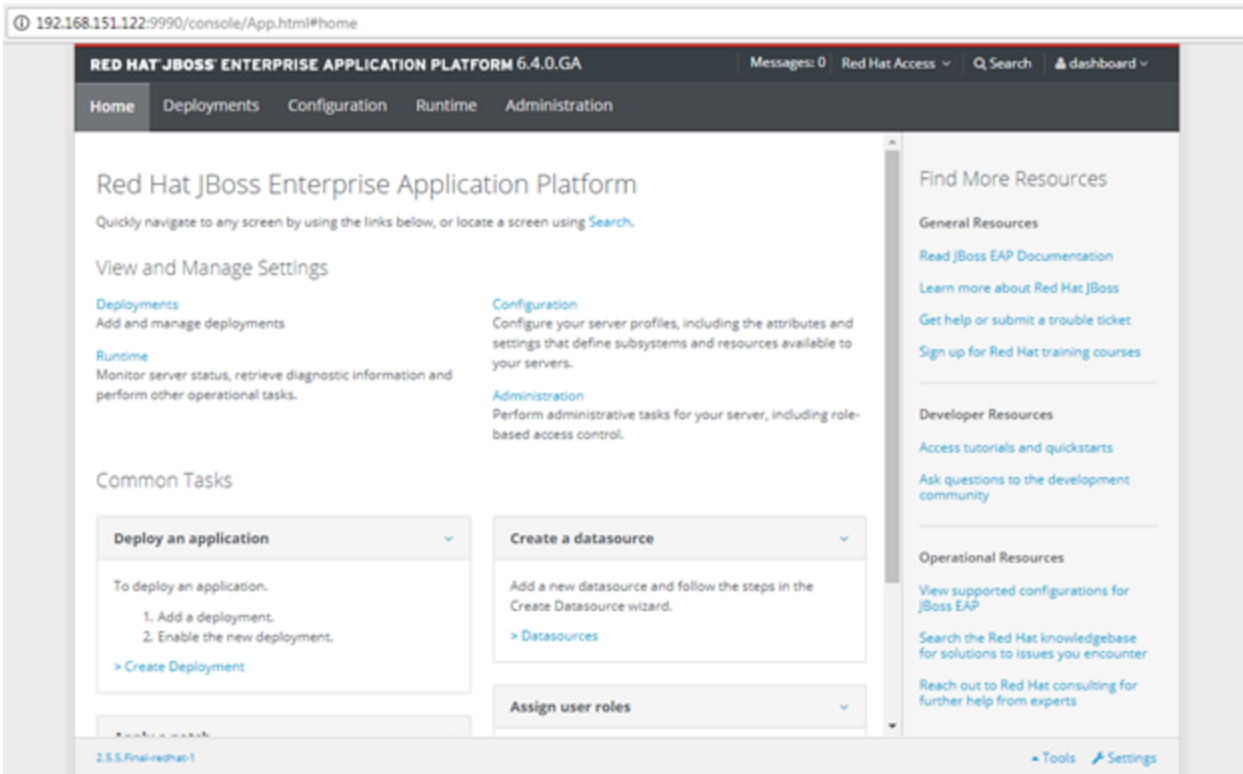 192.168.151.122:9990/console/App.html#home
RED HAT JBOSS ENTERPRISE APPLICATION PLATFORM 6.4.0.GA
Messages: 0
Red Hat Access
Search
dashboard
Home
Deployments
Configuration
Runtime
Administration
Red Hat JBoss Enterprise Application Platform
Quickly navigate to any screen by using the links below, or locate a screen using Search.
View and Manage Settings
Deployments
Add and manage deployments
Runtime
Monitor server status, retrieve diagnostic information and
perform other operational tasks.
Configuration
Configure your server profiles, including the attributes and
settings that define subsystems and resources available to
your servers.
Administration
Perform administrative tasks for your server, including role-
based access control.
Common Tasks
Deploy an application
To deploy an application.
1. Add a deployment.
2. Enable the new deployment.
> Create Deployment
Create a datasource
Add a new datasource and follow the steps in the
Create Datasource wizard.
> Datasources
Apply a patch
Assign user roles
Find More Resources
General Resources
Read JBoss EAP Documentation
Learn more about Red Hat JBoss
Get help or submit a trouble ticket
Sign up for Red Hat training courses
Developer Resources
Access tutorials and quickstarts
Ask questions to the development
community
Operational Resources
View supported configurations for
JBoss EAP
Search the Red Hat knowledgebase
for solutions to issues you encounter
Reach out to Red Hat consulting for
further help from experts
2.5.5.Final-redhat-1
Tools
Settings